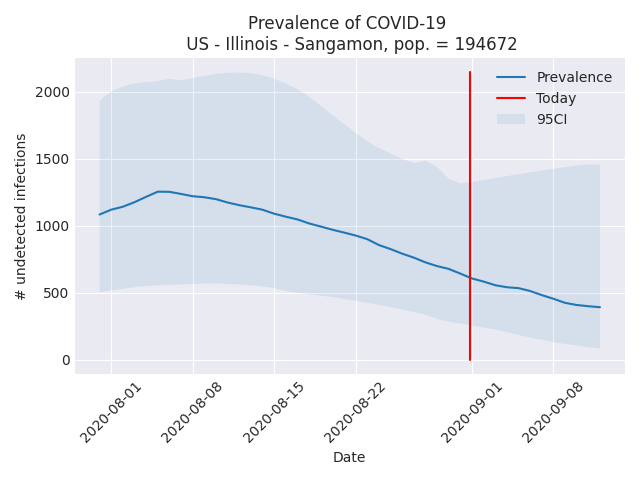 Prevalence of COVID-19
US - Illinois - Sangamon, pop. = 194672
Prevalence
Today
95CI
# undetected infections
2000
1500
1000
500
0
2020-08-01
2020-08-08
2020-08-15
2020-08-22
2020-09-01
2020-09-08
Date